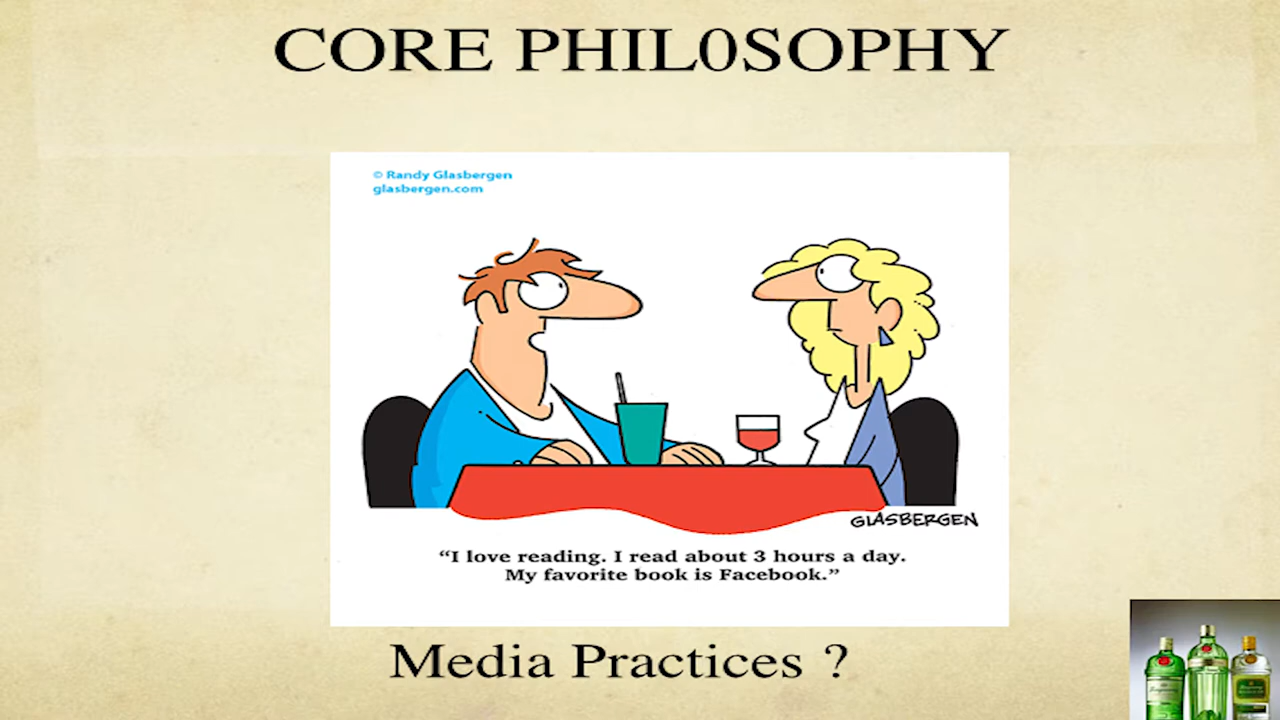 CORE PHIL0SOPHY
© Randy Glasbergen
glasbergen.com
GLASBERGEN
“I love reading. I read about 3 hours a day.
My favorite book is Facebook.”
Media Practices ?